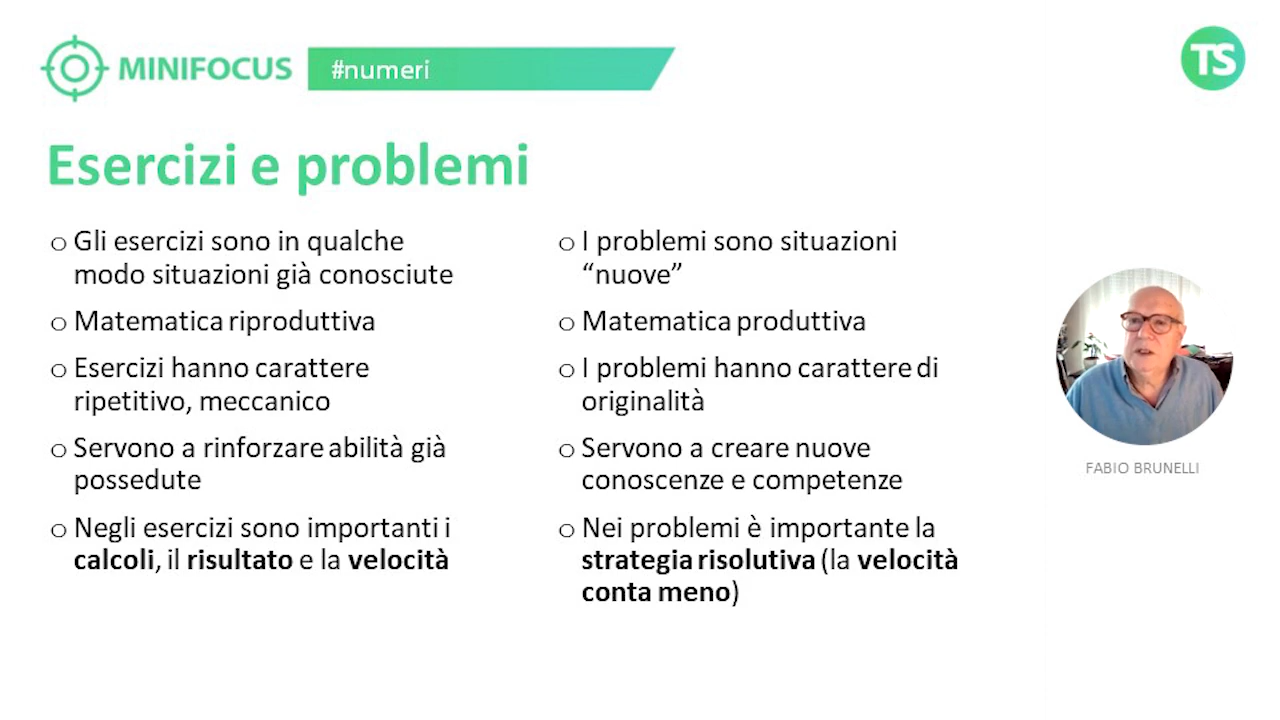 MINIFOCUS
#numeri
TS
Esercizi e problemi
o Gli esercizi sono in qualche
modo situazioni già conosciute
o Matematica riproduttiva
o Esercizi hanno carattere
ripetitivo, meccanico
o Servono a rinforzare abilità già
possedute
o Negli esercizi sono importanti i
calcoli, il risultato e la velocità
o I problemi sono situazioni
“nuove”
o Matematica produttiva
o I problemi hanno carattere di
originalità
o Servono a creare nuove
conoscenze e competenze
o Nei problemi è importante la
strategia risolutiva (la velocità
conta meno)
FABIO BRUNELLI